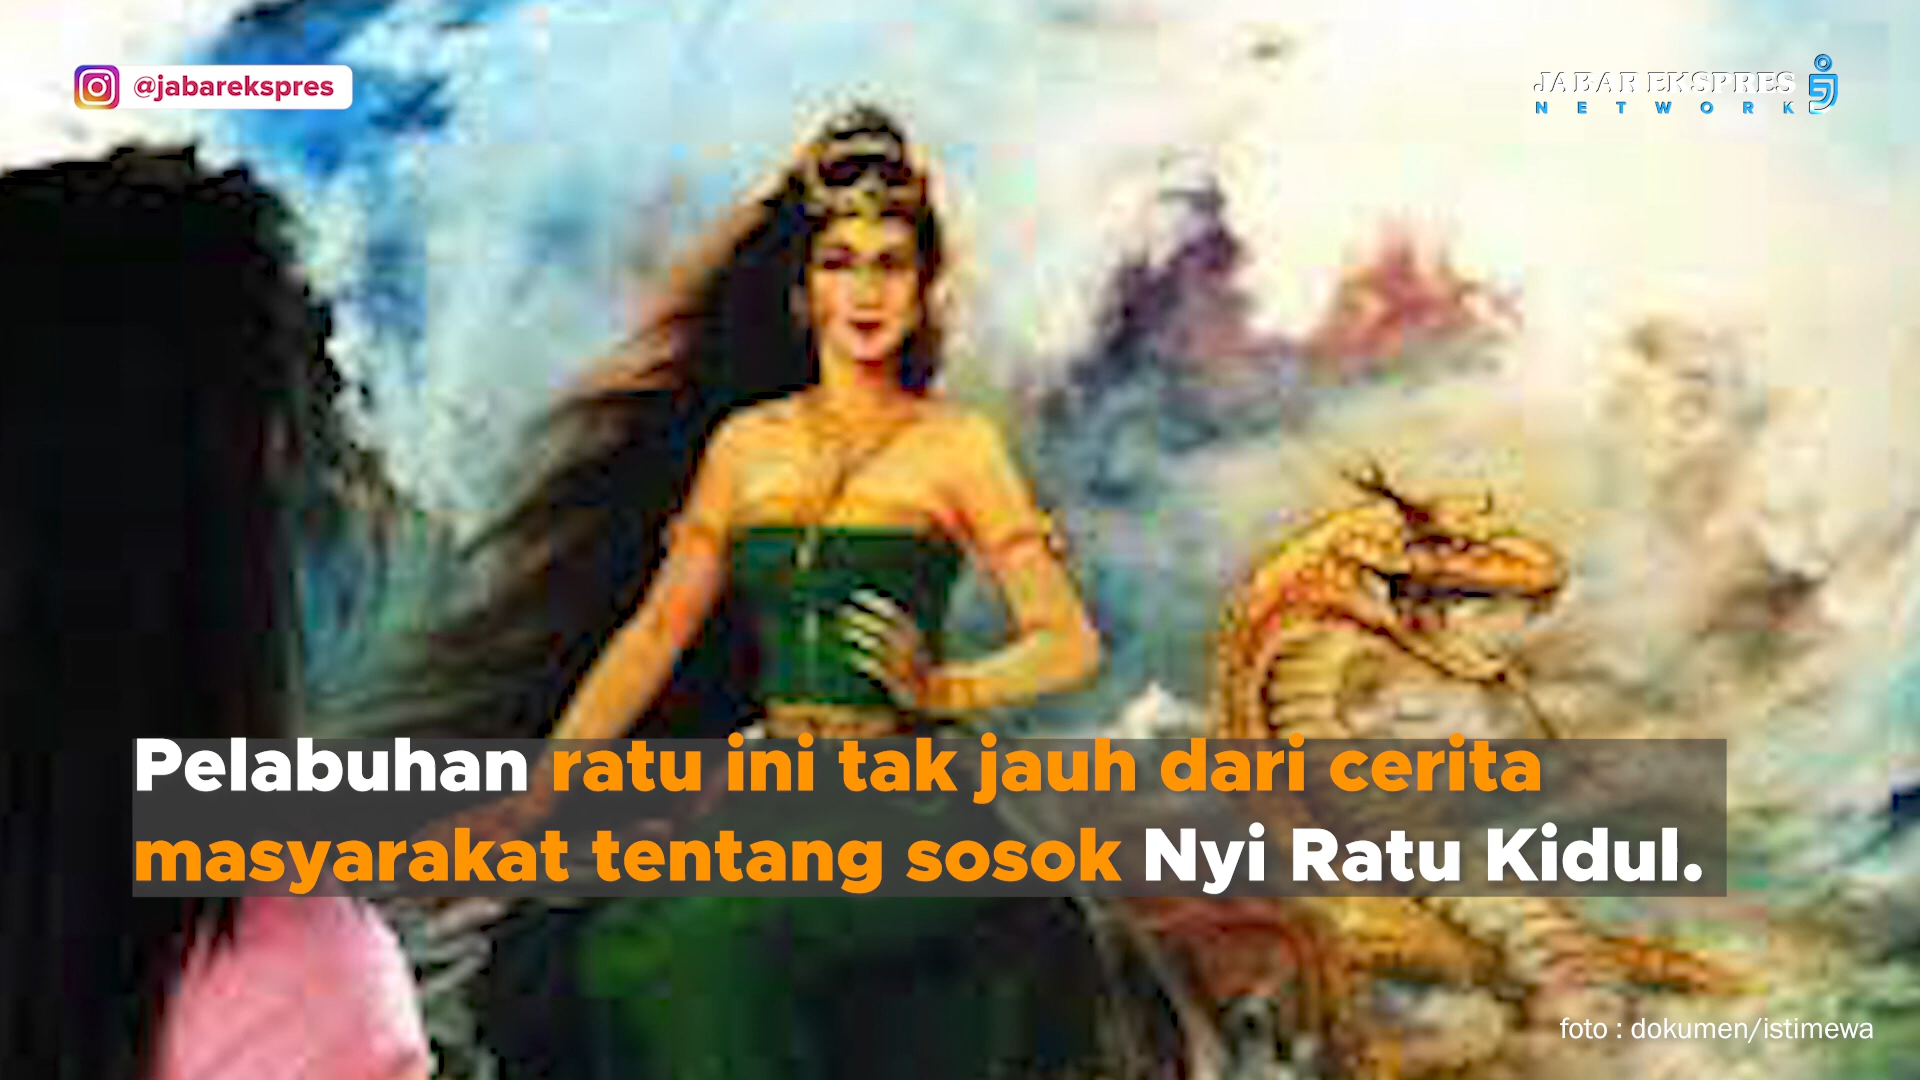 @jabarekspres
JABAR EKSPRES
NETWORK
Pelabuhan ratu ini tak jauh dari cerita
masyarakat tentang sosok Nyi Ratu Kidul.
foto : dokumen/istimewa